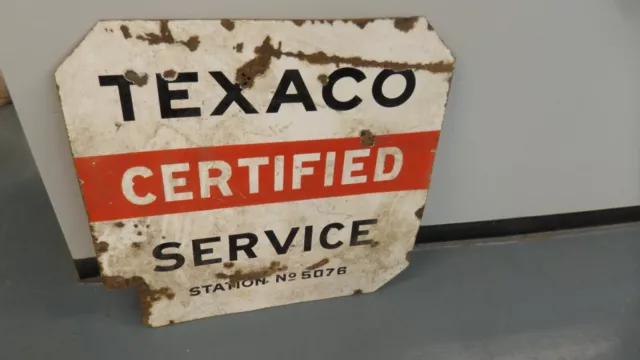 TEXACO
CERTIFIED
SERVICE
STATION NO 5076